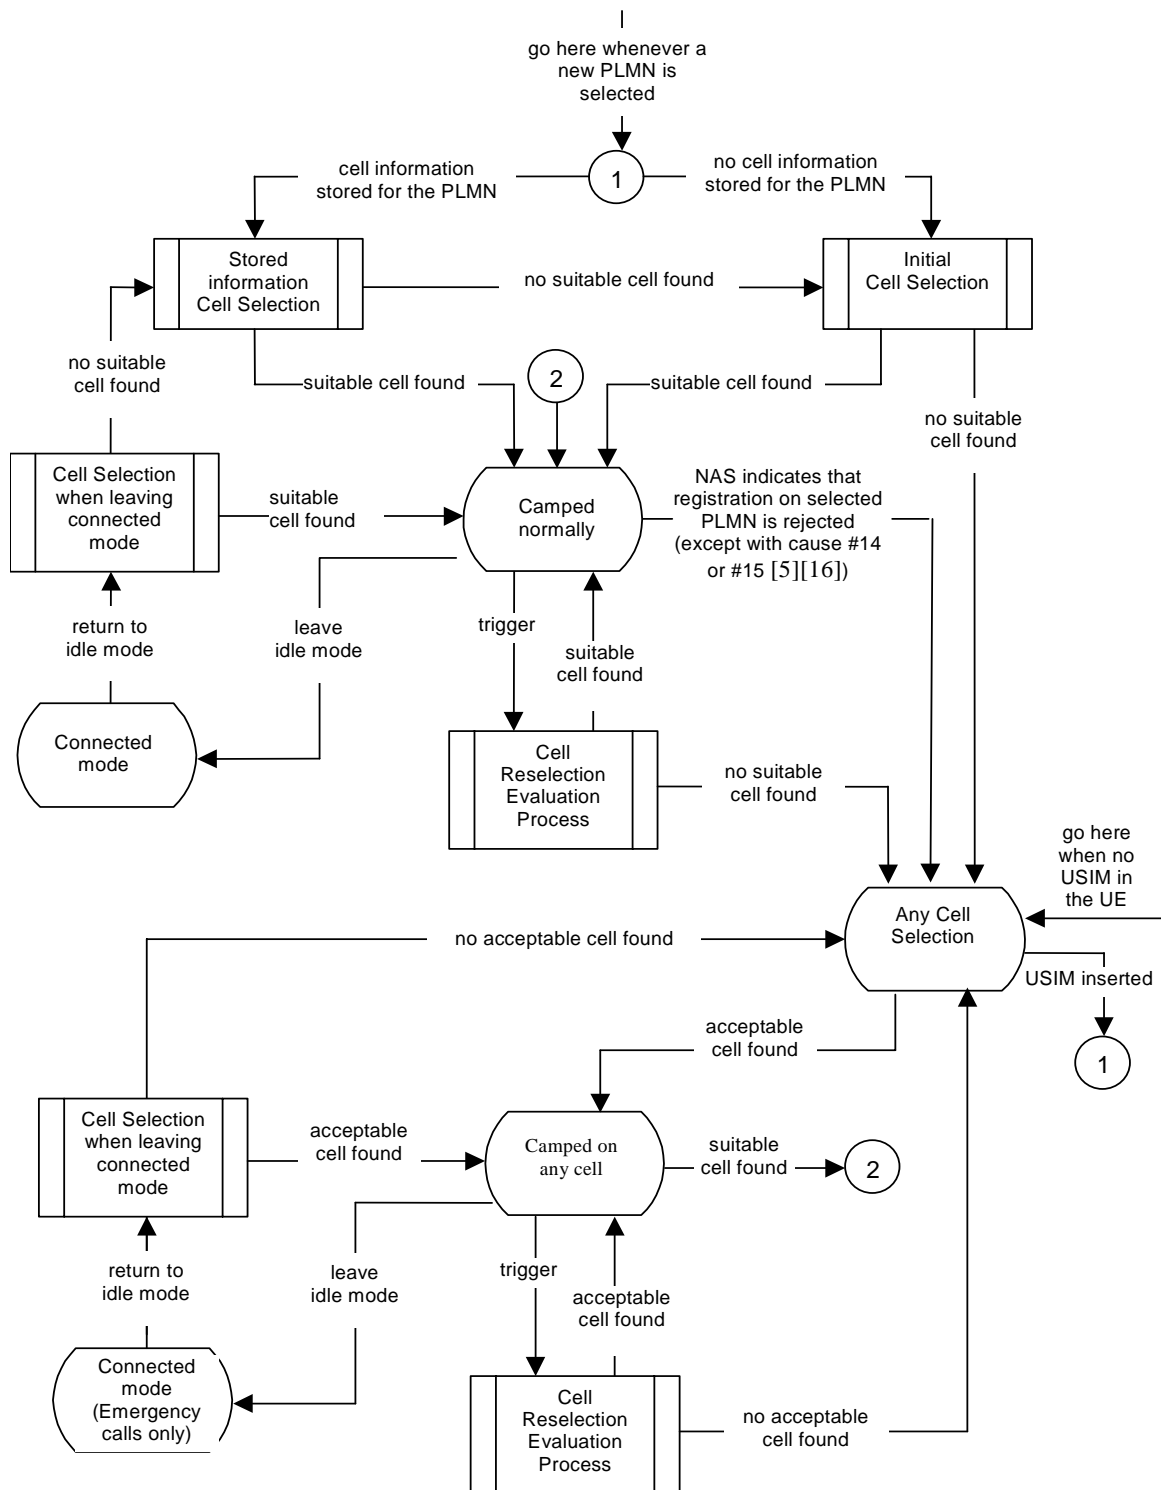 go here whenever a
new PLMN is
selected
1
cell information
stored for the PLMN
no cell information
stored for the PLMN
Stored
information
Cell Selection
no suitable cell found
Initial
Cell Selection
no suitable
cell found
suitable cell found
2
suitable cell found
no suitable
cell found
Cell Selection
when leaving
connected
mode
suitable
cell found
Camped
normally
NAS indicates that
registration on selected
PLMN is rejected
(except with cause #14
or #15 [5][16])
return to
idle mode
leave
idle mode
trigger
suitable
cell found
Connected
mode
Cell
Reselection
Evaluation
Process
no suitable
cell found
go here
when no
USIM in
the UE
Any Cell
Selection
no acceptable cell found
USIM inserted
1
acceptable
cell found
Cell Selection
when leaving
connected
mode
acceptable
cell found
Camped on
any cell
suitable
cell found
2
return to
idle mode
leave
idle mode
trigger
acceptable
cell found
Connected
mode
(Emergency
calls only)
Cell
Reselection
Evaluation
Process
no acceptable
cell found